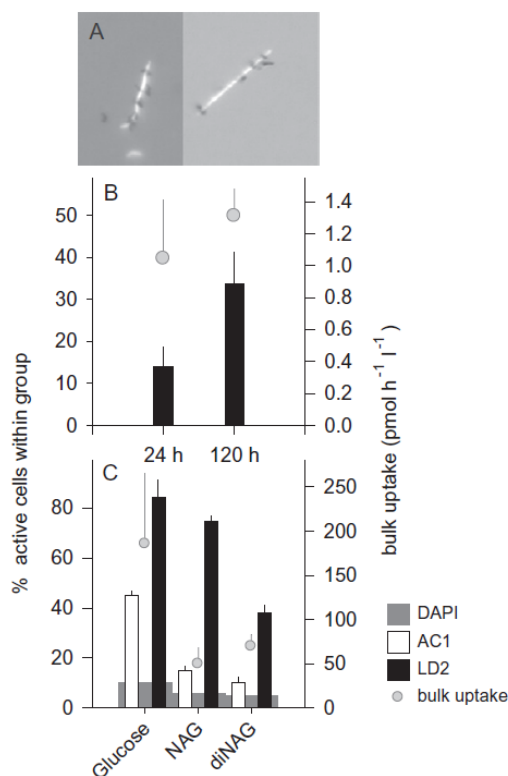 A
B
50
40
30
20
10
0
1.4
1.2
1.0
0.8
0.6
0.4
0.2
0.0
24 h 120 h
C
80
60
40
20
0
250
200
150
100
50
0
% active cells within group
bulk uptake (pmol h⁻¹ l⁻¹)
Glucose
NAG
diNAG
DAPI
AC1
LD2
bulk uptake